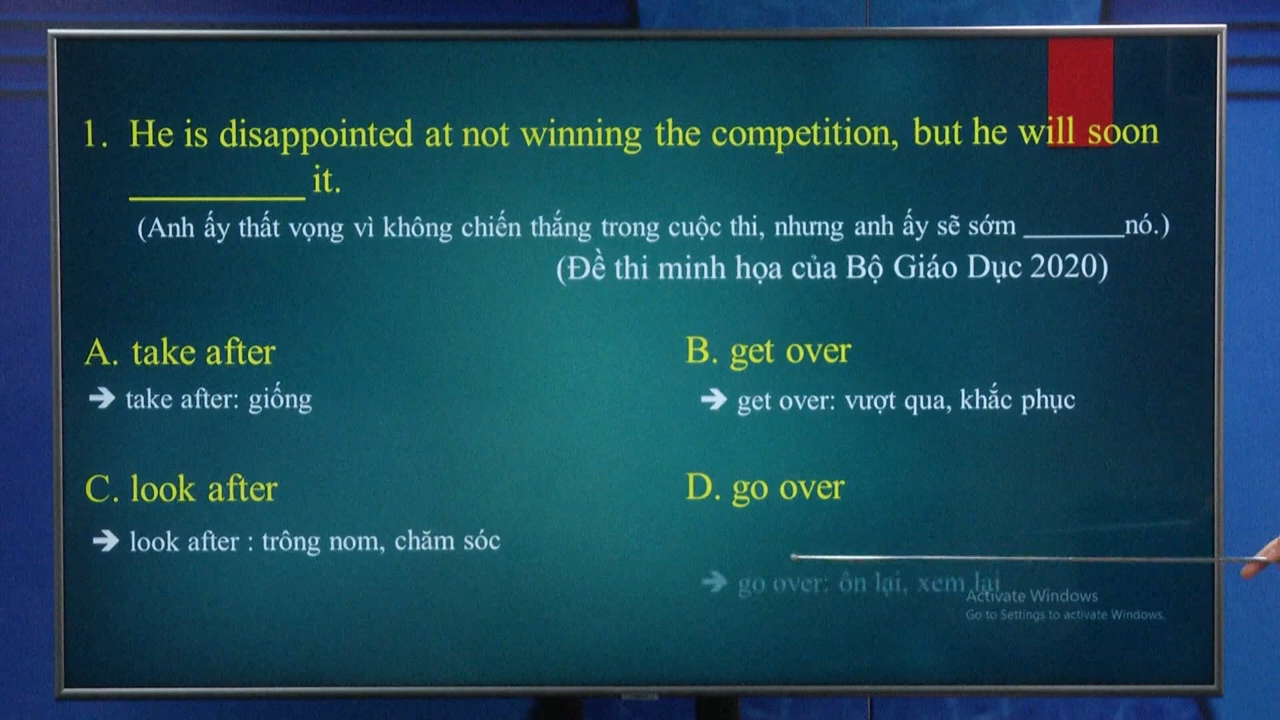 1. He is disappointed at not winning the competition, but he will soon
__________ it.
(Anh ấy thất vọng vì không chiến thắng trong cuộc thi, nhưng anh ấy sẽ sớm _______nó.)
(Đề thi minh họa của Bộ Giáo Dục 2020)
A. take after
B. get over
➔ take after: giống
➔ get over: vượt qua, khắc phục
C. look after
D. go over
➔ look after : trông nom, chăm sóc
➔ go over: ôn lại, xem lại
Activate Windows
Go to Settings to activate Windows.